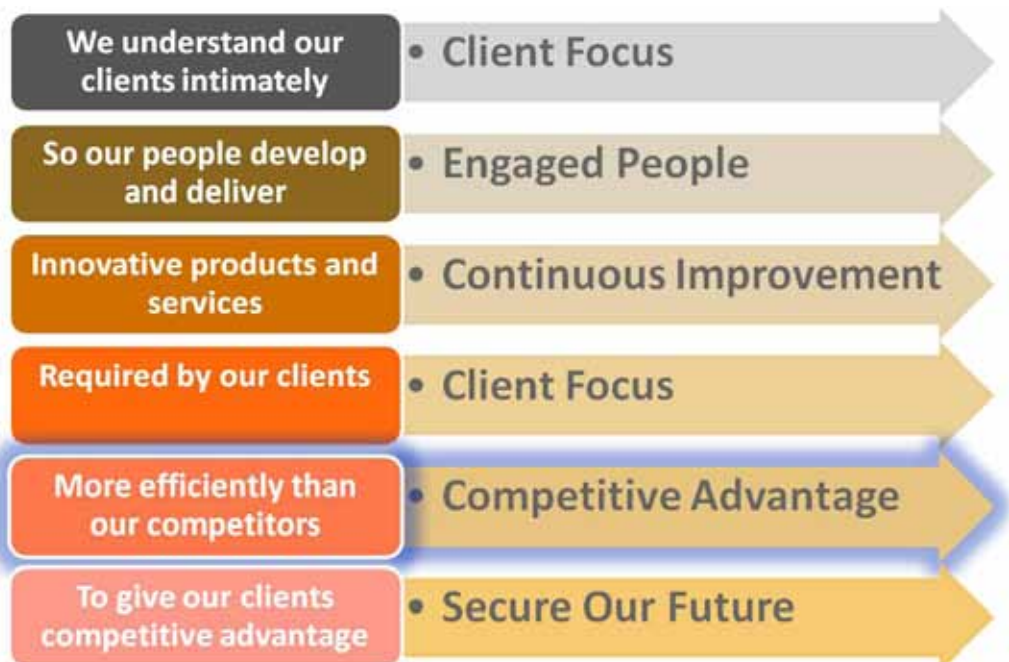 We understand our
clients intimately
• Client Focus
So our people develop
and deliver
• Engaged People
Innovative products and
services
• Continuous Improvement
Required by our clients
• Client Focus
More efficiently than
our competitors
• Competitive Advantage
To give our clients
competitive advantage
• Secure Our Future